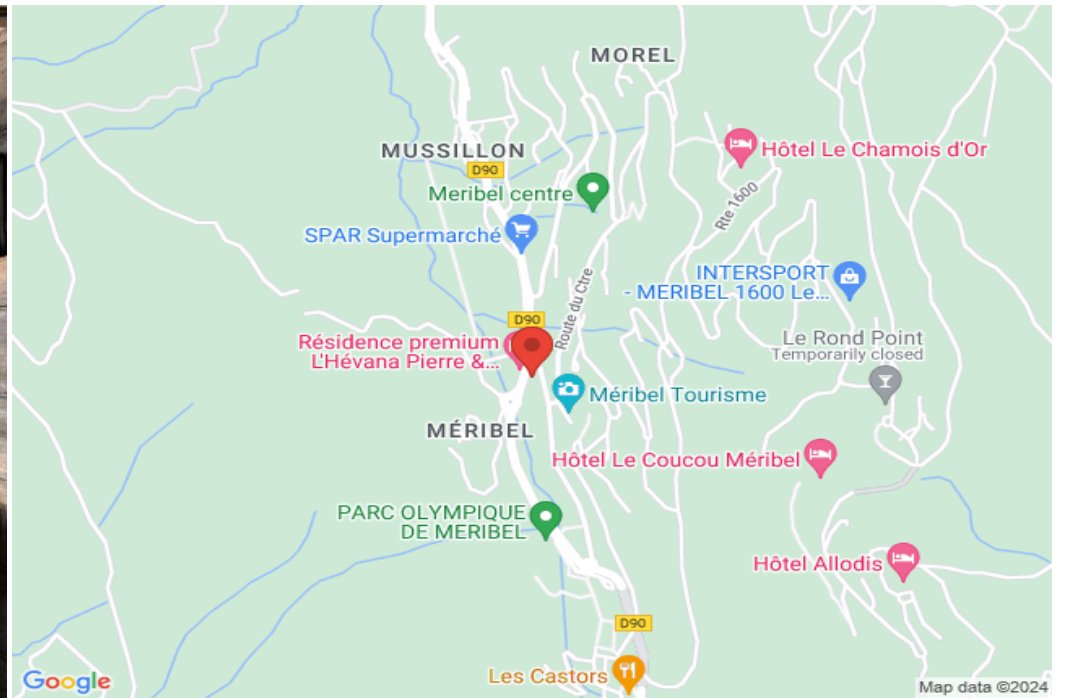 MOREL
MUSSILLON
D90
Hôtel Le Chamois d'Or
Meribel centre
Rte 1600
SPAR Supermarché
INTERSPORT
- MERIBEL 1600 Le...
Route du Ctre
D90
Résidence premium
L'Hévana Pierre &...
Le Rond Point
Temporarily closed
Méribel Tourisme
MÉRIBEL
Hôtel Le Coucou Méribel
PARC OLYMPIQUE
DE MERIBEL
Hôtel Allodis
D90
Les Castors
Google
Map data ©2024